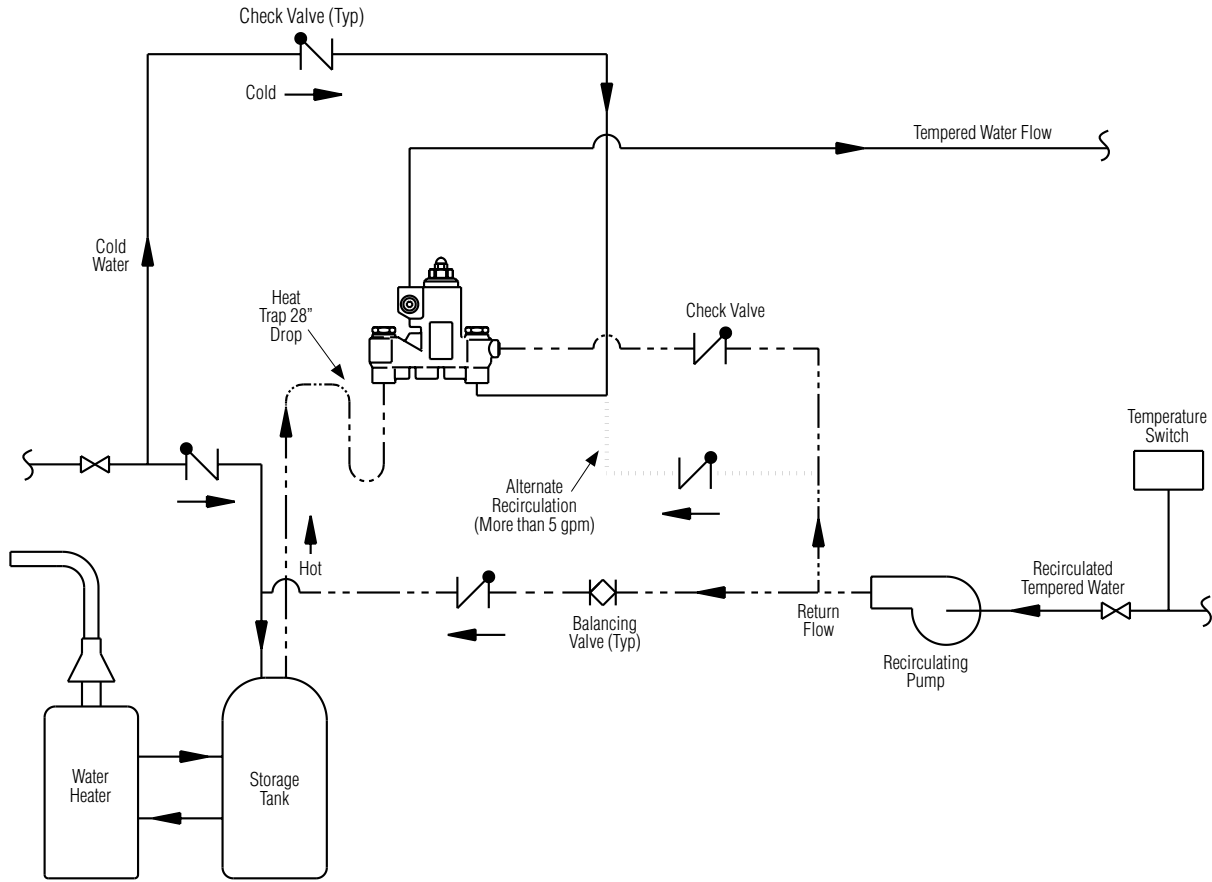 Check Valve (Typ)
Cold
Tempered Water Flow
Cold
Water
Heat
Trap 28"
Drop
Check Valve
Temperature
Switch
Alternate
Recirculation
(More than 5 gpm)
Hot
Recirculated
Tempered Water
Return
Flow
Balancing
Valve (Typ)
Recirculating
Pump
Water
Heater
Storage
Tank